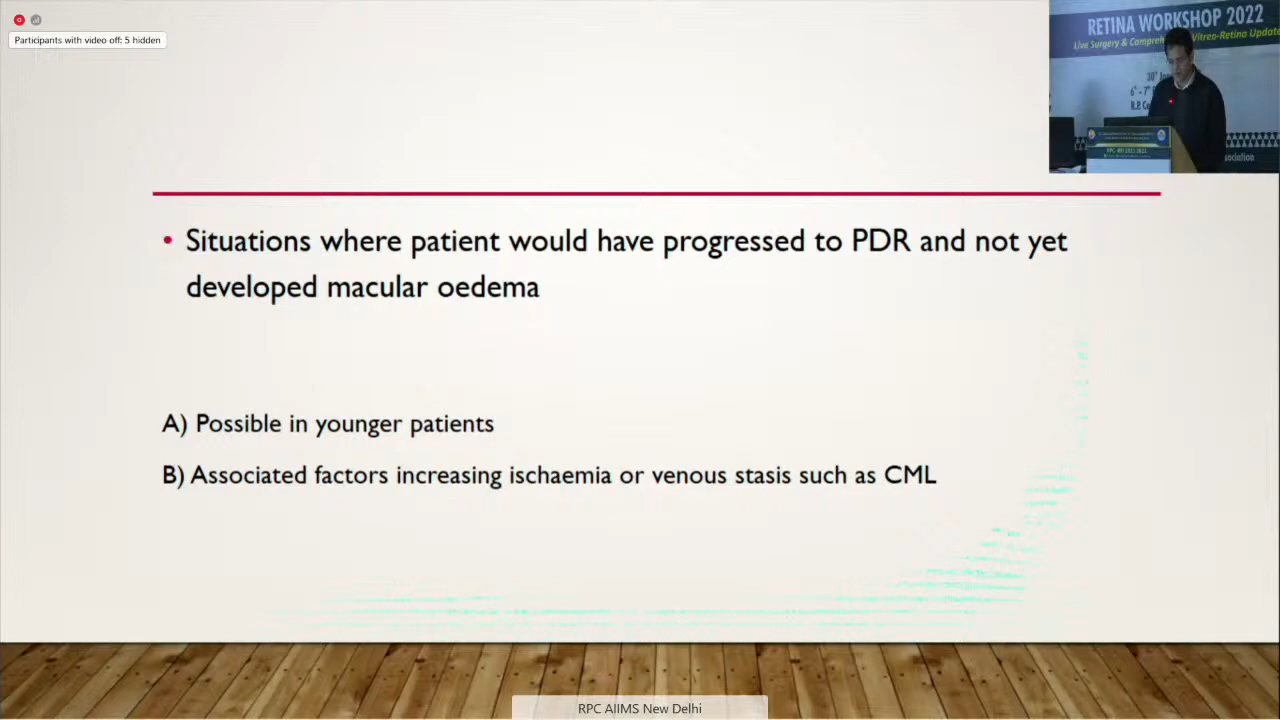 Participants with video off: 5 hidden
RETINA WORKSHOP 2022
Live Surgery &
Vitreo-Retina Update
• Situations where patient would have progressed to PDR and not yet
developed macular oedema
A) Possible in younger patients
B) Associated factors increasing ischaemia or venous stasis such as CML
RPC AIIMS New Delhi